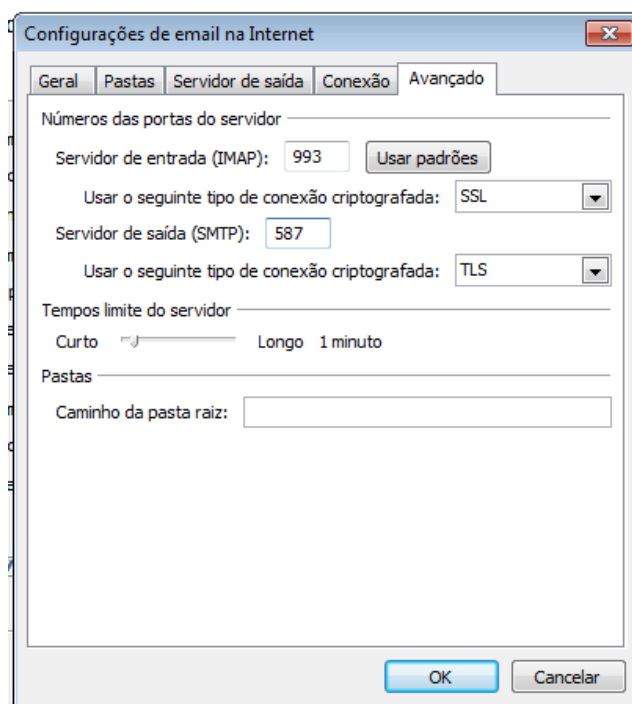 Configurações de email na Internet
Geral Pastas Servidor de saída Conexão Avançado
Números das portas do servidor
Servidor de entrada (IMAP): 993 Usar padrões
Usar o seguinte tipo de conexão criptografada: SSL
Servidor de saída (SMTP): 587
Usar o seguinte tipo de conexão criptografada: TLS
Tempos limite do servidor
Curto Longo 1 minuto
Pastas
Caminho da pasta raiz:
OK Cancelar